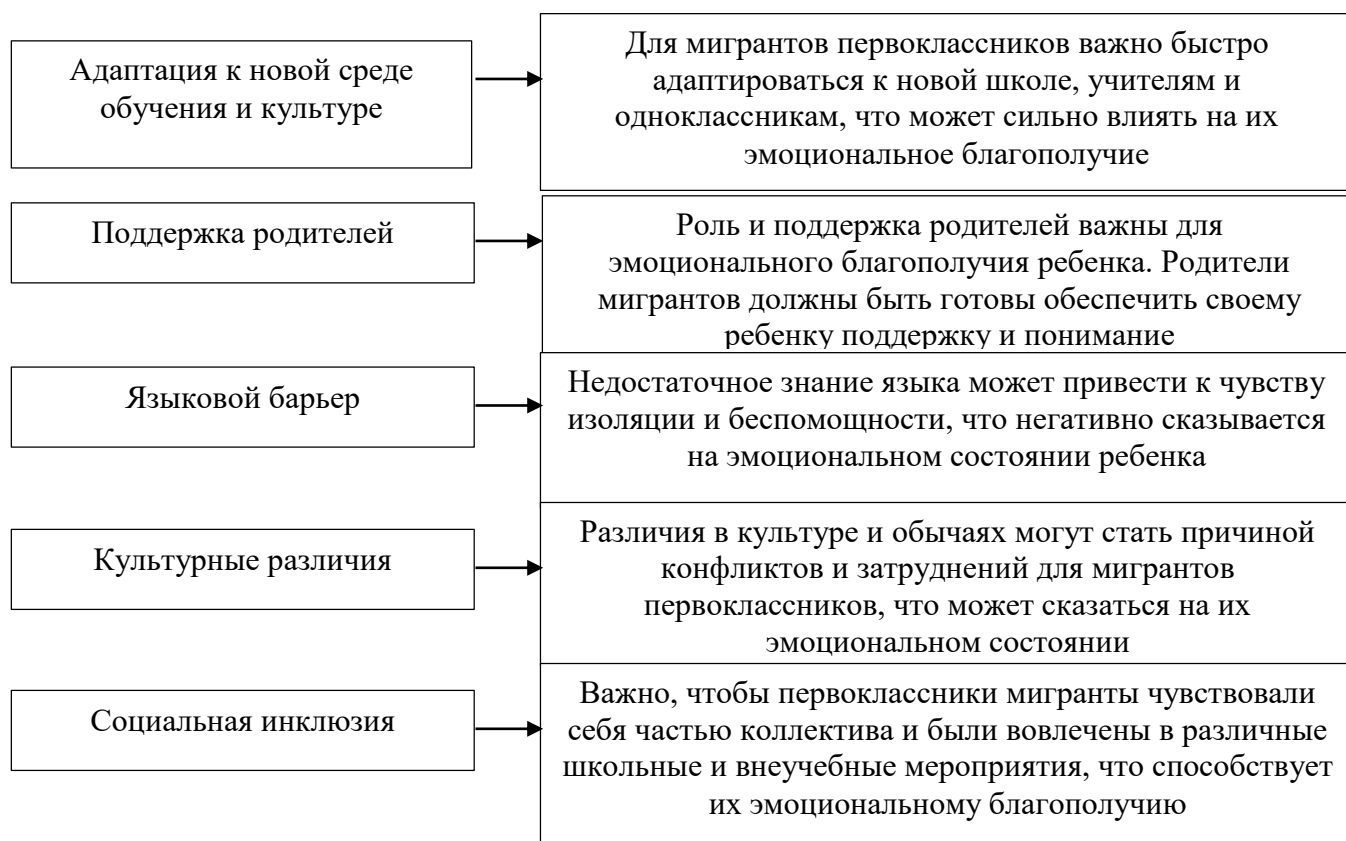 Адаптация к новой среде
обучения и культуре
Для мигрантов первоклассников важно быстро
адаптироваться к новой школе, учителям и
одноклассникам, что может сильно влиять на их
эмоциональное благополучие
Поддержка родителей
Роль и поддержка родителей важны для
эмоционального благополучия ребенка. Родители
мигрантов должны быть готовы обеспечить своему
ребенку поддержку и понимание
Языковой барьер
Недостаточное знание языка может привести к чувству
изоляции и беспомощности, что негативно сказывается
на эмоциональном состоянии ребенка
Культурные различия
Различия в культуре и обычаях могут стать причиной
конфликтов и затруднений для мигрантов
первоклассников, что может сказаться на их
эмоциональном состоянии
Социальная инклюзия
Важно, чтобы первоклассники мигранты чувствовали
себя частью коллектива и были вовлечены в различные
школьные и внеучебные мероприятия, что способствует
их эмоциональному благополучию